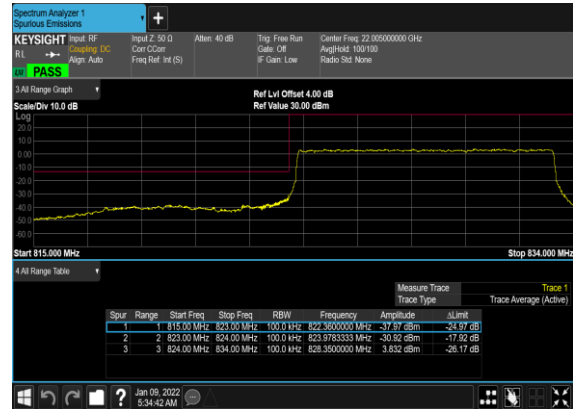 Spectrum Analyzer 1
Spurious Emissions
+
KEYSIGHT Input: RF Input Z: 50 Ω Atten: 40 dB Trig: Free Run Center Freq: 22.005000000 GHz
R L Coupling: DC Corr CCorr Gate: Off Avg|Hold: 100/100
Align: Auto Freq Ref: Int (S) IF Gain: Low Radio Std: None
PASS
3 All Range Graph
Scale/Div 10.0 dB
Ref Lvl Offset 4.00 dB
Ref Value 30.00 dBm
Log
20.0
10.0
0.00
-10.0
-20.0
-30.0
-40.0
-50.0
-60.0
Start 815.000 MHz Stop 834.000 MHz
4 All Range Table
Measure Trace Trace 1
Trace Type Trace Average (Active)
Spur Range Start Freq Stop Freq RBW Frequency Amplitude ΔLimit
1 1 815.00 MHz 823.00 MHz 100.0 kHz 822.3600000 MHz -37.97 dBm -24.97 dB
2 2 823.00 MHz 824.00 MHz 100.0 kHz 823.9783333 MHz -30.92 dBm -17.92 dB
3 3 824.00 MHz 834.00 MHz 100.0 kHz 828.3500000 MHz 3.832 dBm -26.17 dB
?
Jan 09, 2022
5:34:42 AM